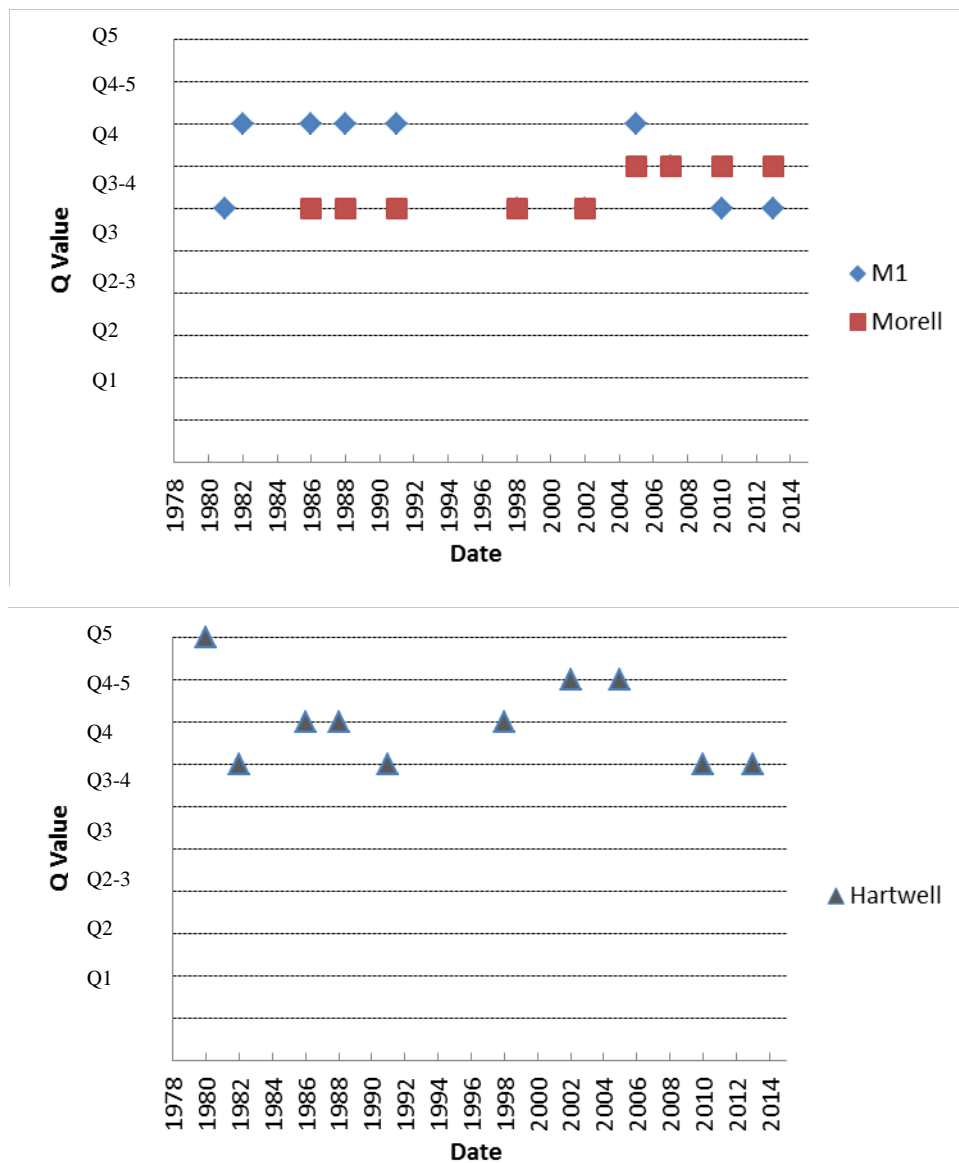 Q5
Q4-5
Q4
Q3-4
Q3
Q2-3
Q2
Q1
Q Value
1978 1980 1982 1984 1986 1988 1990 1992 1994 1996 1998 2000 2002 2004 2006 2008 2010 2012 2014
Date
M1
Morell
Q5
Q4-5
Q4
Q3-4
Q3
Q2-3
Q2
Q1
Q Value
1978 1980 1982 1984 1986 1988 1990 1992 1994 1996 1998 2000 2002 2004 2006 2008 2010 2012 2014
Date
Hartwell